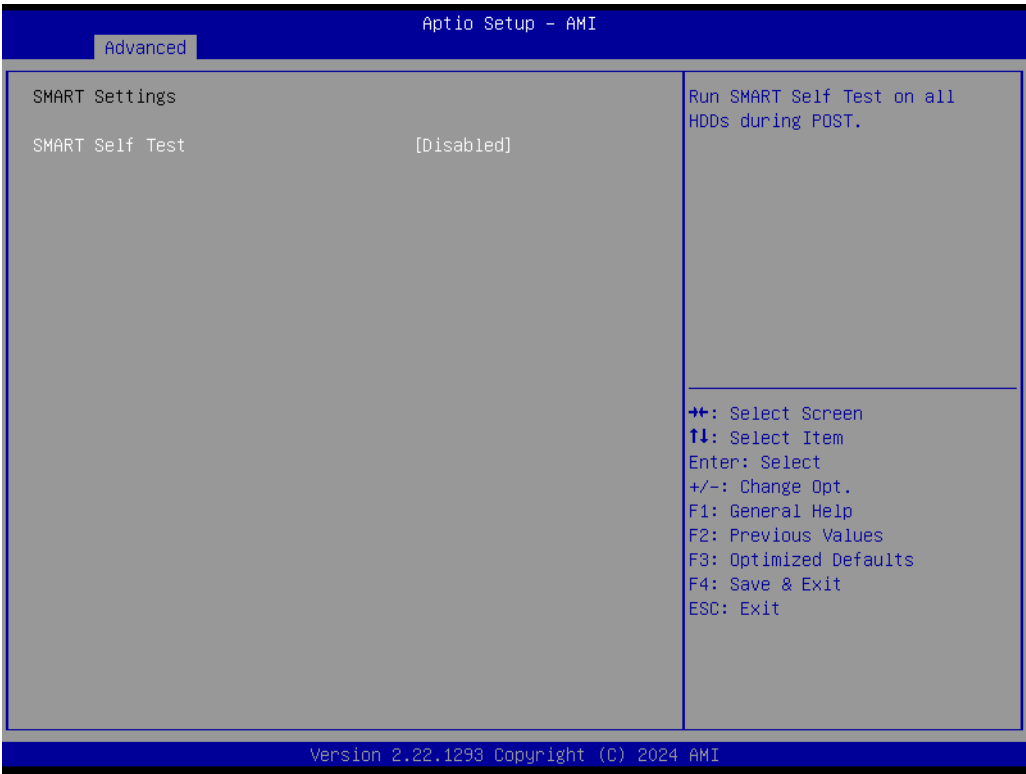 Aptio Setup - AMI
Advanced
SMART Settings
SMART Self Test [Disabled]
Run SMART Self Test on all
HDDs during POST.
→←: Select Screen
↑↓: Select Item
Enter: Select
+/-: Change Opt.
F1: General Help
F2: Previous Values
F3: Optimized Defaults
F4: Save & Exit
ESC: Exit
Version 2.22.1293 Copyright (C) 2024 AMI